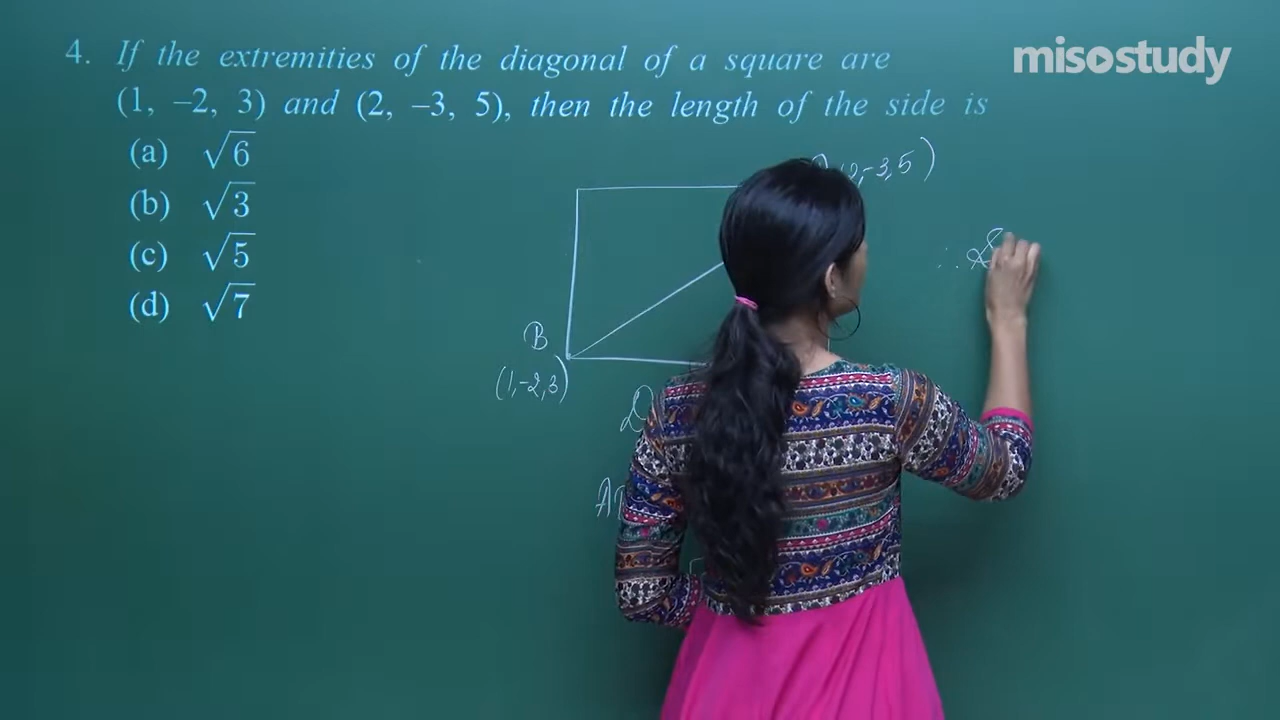 misostudy
4. If the extremities of the diagonal of a square are
(1, –2, 3) and (2, –3, 5), then the length of the side is
(a) √6
(b) √3
(c) √5
(d) √7
-3,5)
B
(1,-2,3)